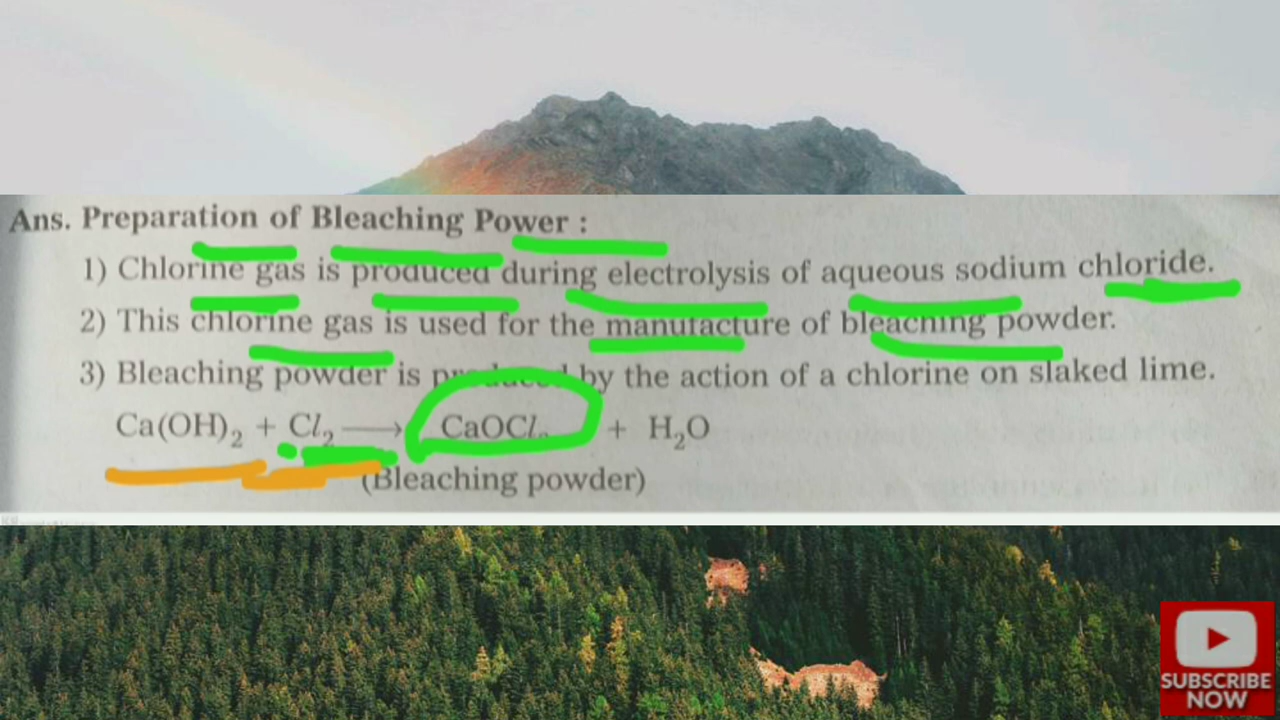 Ans. Preparation of Bleaching Power :
1) Chlorine gas is produced during electrolysis of aqueous sodium chloride.
2) This chlorine gas is used for the manufacture of bleaching powder.
3) Bleaching powder is produced by the action of a chlorine on slaked lime.
Ca(OH)₂ + Cl₂ ⟶ CaOCl₂ + H₂O
(Bleaching powder)
SUBSCRIBE
NOW